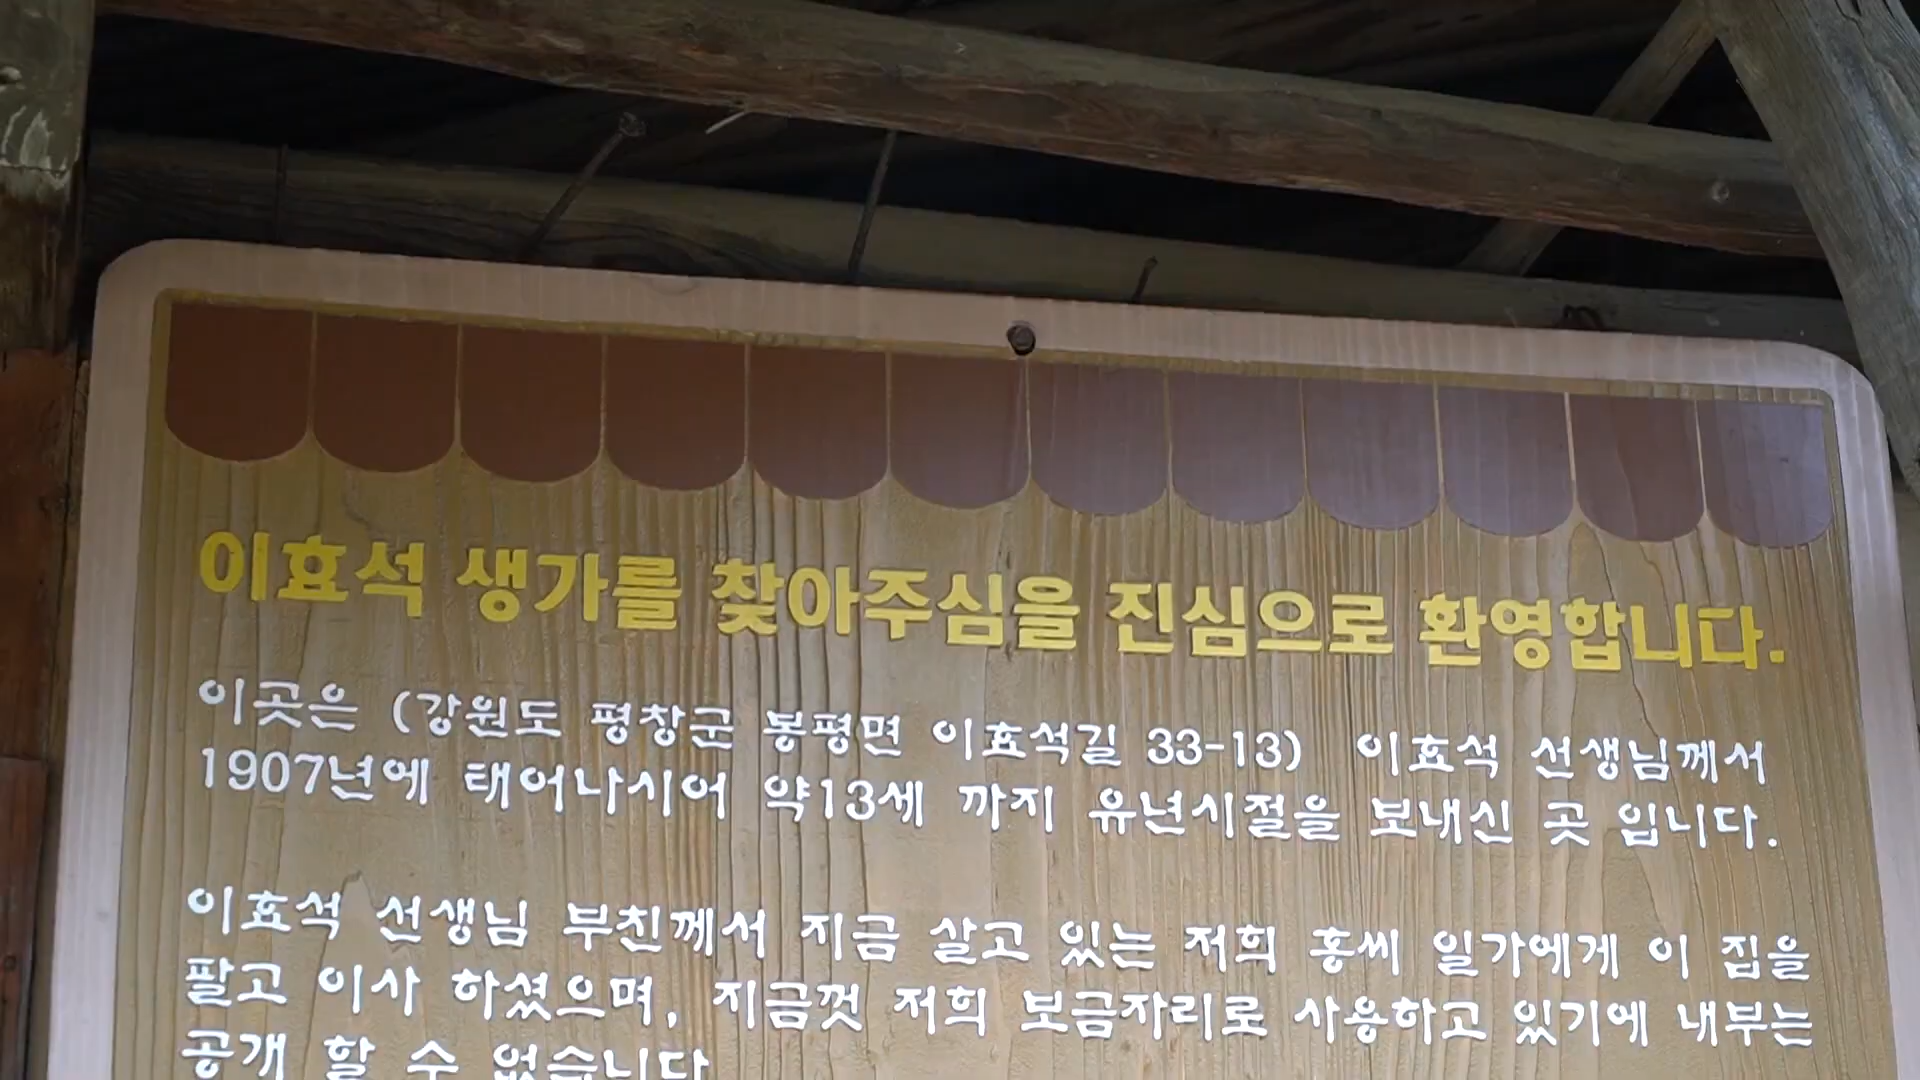 이효석 생가를 찾아주심을 진심으로 환영합니다.
이곳은 (강원도 평창군 봉평면 이효석길 33-13) 이효석 선생님께서
1907년에 태어나시어 약13세 까지 유년시절을 보내신 곳 입니다.
이효석 선생님 부친께서 지금 살고 있는 저희 홍씨 일가에게 이 집을
팔고 이사 하셨으며, 지금껏 저희 보금자리로 사용하고 있기에 내부는
공개 할 수 없습니다